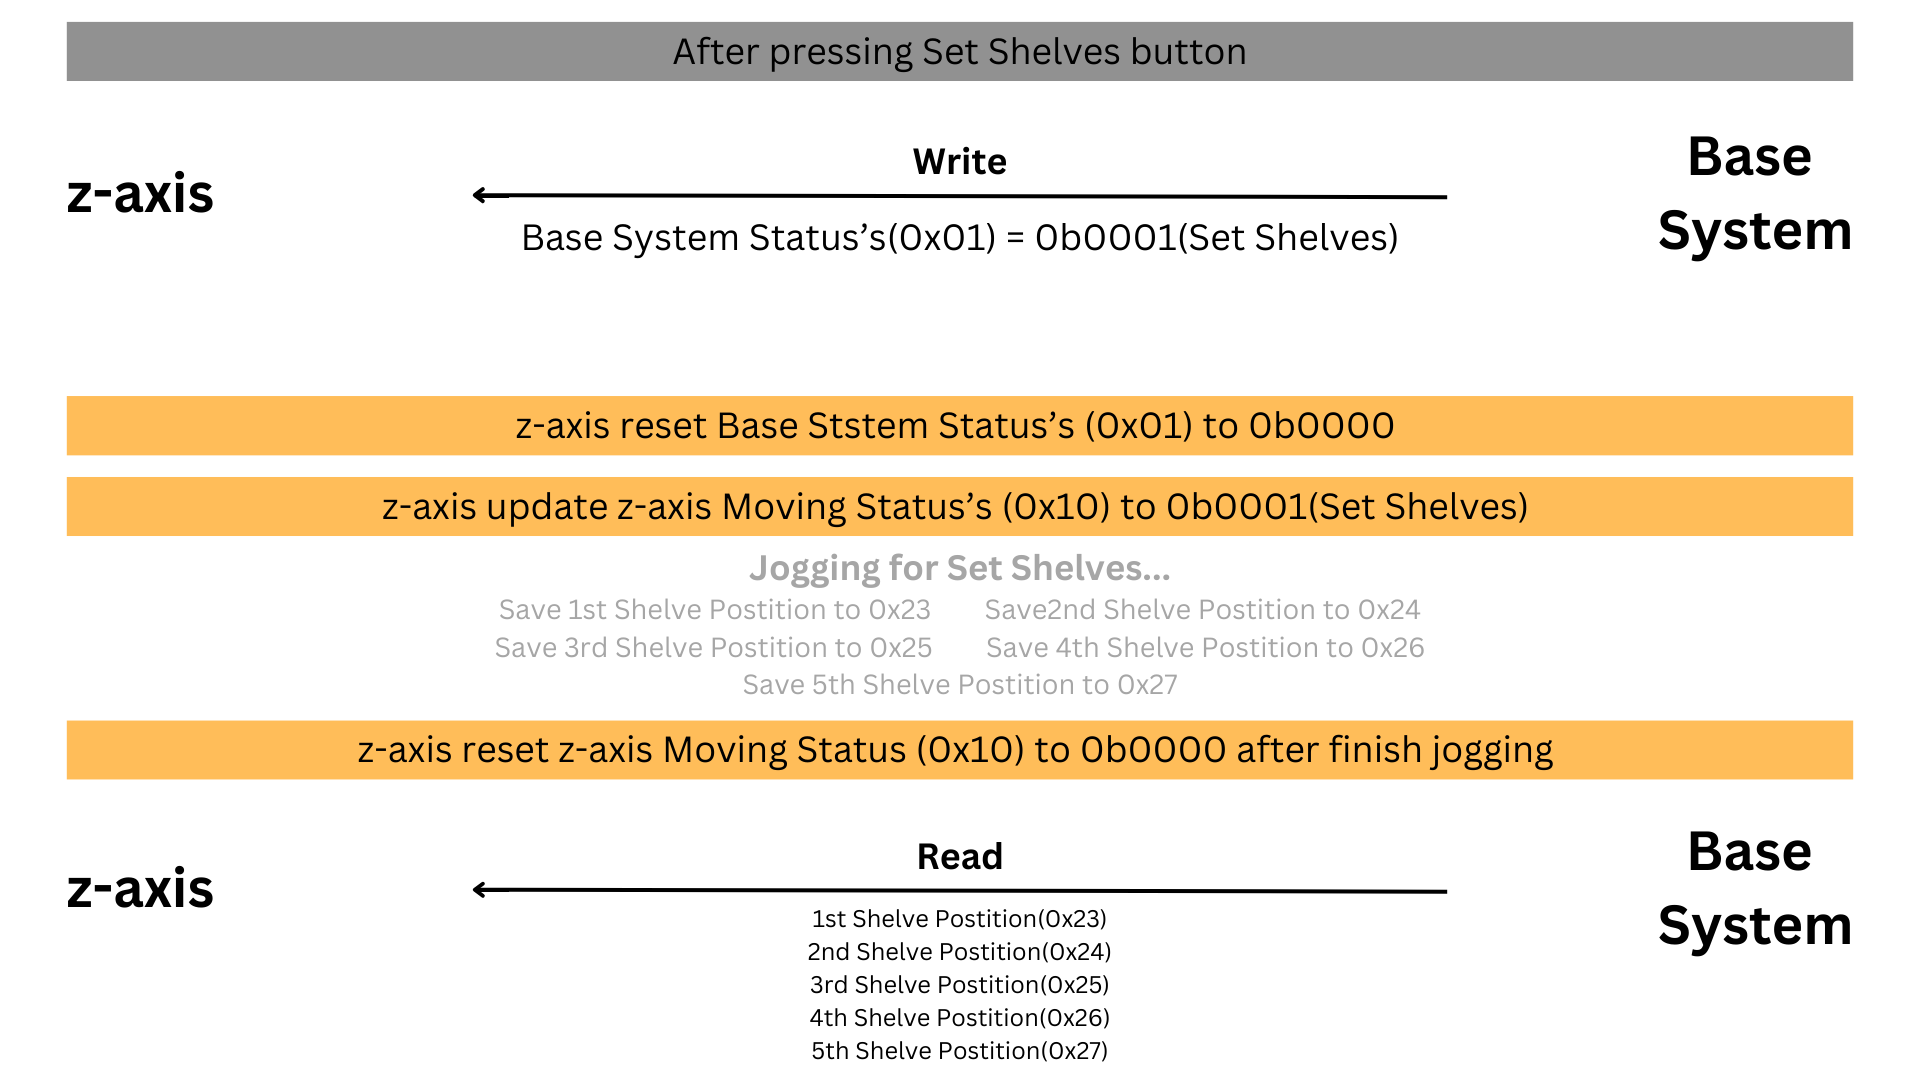 After pressing Set Shelves button
z-axis
Write
Base System Status’s(0x01) = 0b0001(Set Shelves)
Base
System
z-axis reset Base Ststem Status’s (0x01) to 0b0000
z-axis update z-axis Moving Status’s (0x10) to 0b0001(Set Shelves)
Jogging for Set Shelves...
Save 1st Shelve Postition to 0x23 Save2nd Shelve Postition to 0x24
Save 3rd Shelve Postition to 0x25 Save 4th Shelve Postition to 0x26
Save 5th Shelve Postition to 0x27
z-axis reset z-axis Moving Status (0x10) to 0b0000 after finish jogging
z-axis
Read
1st Shelve Postition(0x23)
2nd Shelve Postition(0x24)
3rd Shelve Postition(0x25)
4th Shelve Postition(0x26)
5th Shelve Postition(0x27)
Base
System